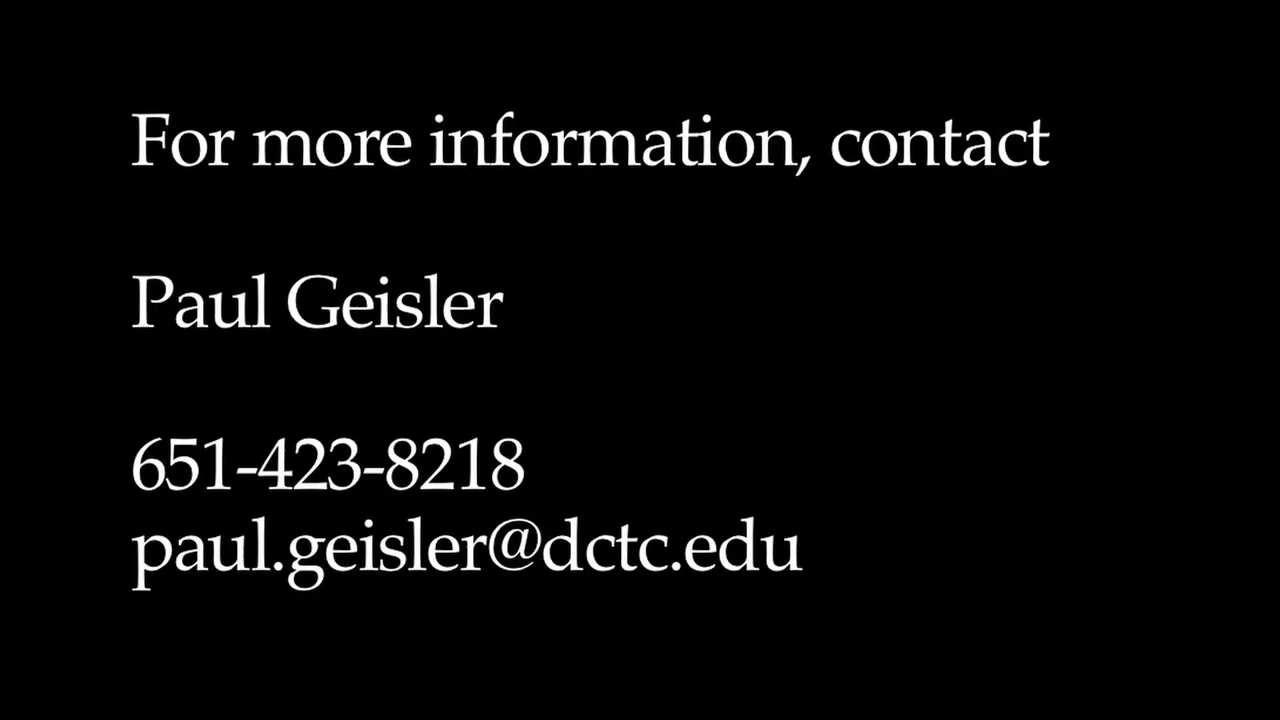 For more information, contact
Paul Geisler
651-423-8218
paul.geisler@dctc.edu